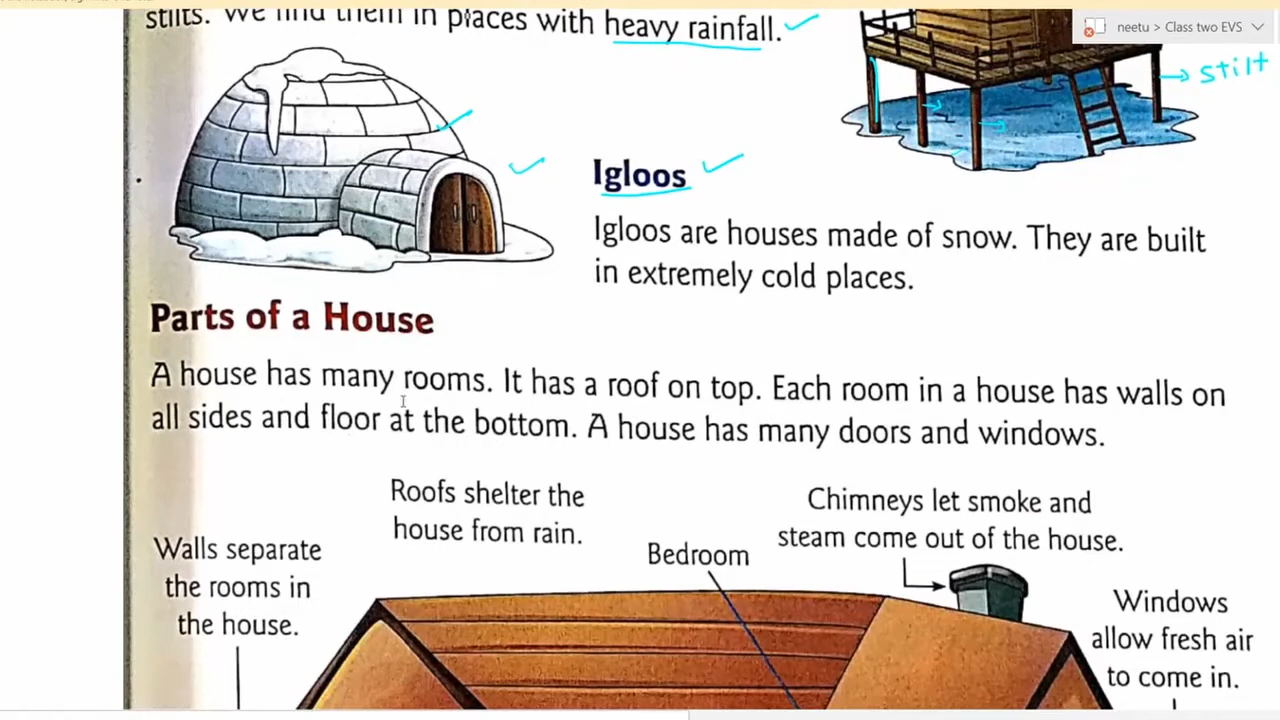 stilts. We find them in places with heavy rainfall.
neetu > Class two EVS
stilt
Igloos
Igloos are houses made of snow. They are built
in extremely cold places.
Parts of a House
A house has many rooms. It has a roof on top. Each room in a house has walls on
all sides and floor at the bottom. A house has many doors and windows.
Roofs shelter the
house from rain.
Chimneys let smoke and
steam come out of the house.
Walls separate
the rooms in
the house.
Bedroom
Windows
allow fresh air
to come in.